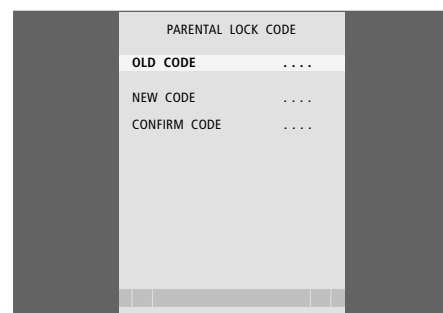 PARENTAL LOCK CODE
OLD CODE ....
NEW CODE ....
CONFIRM CODE ....